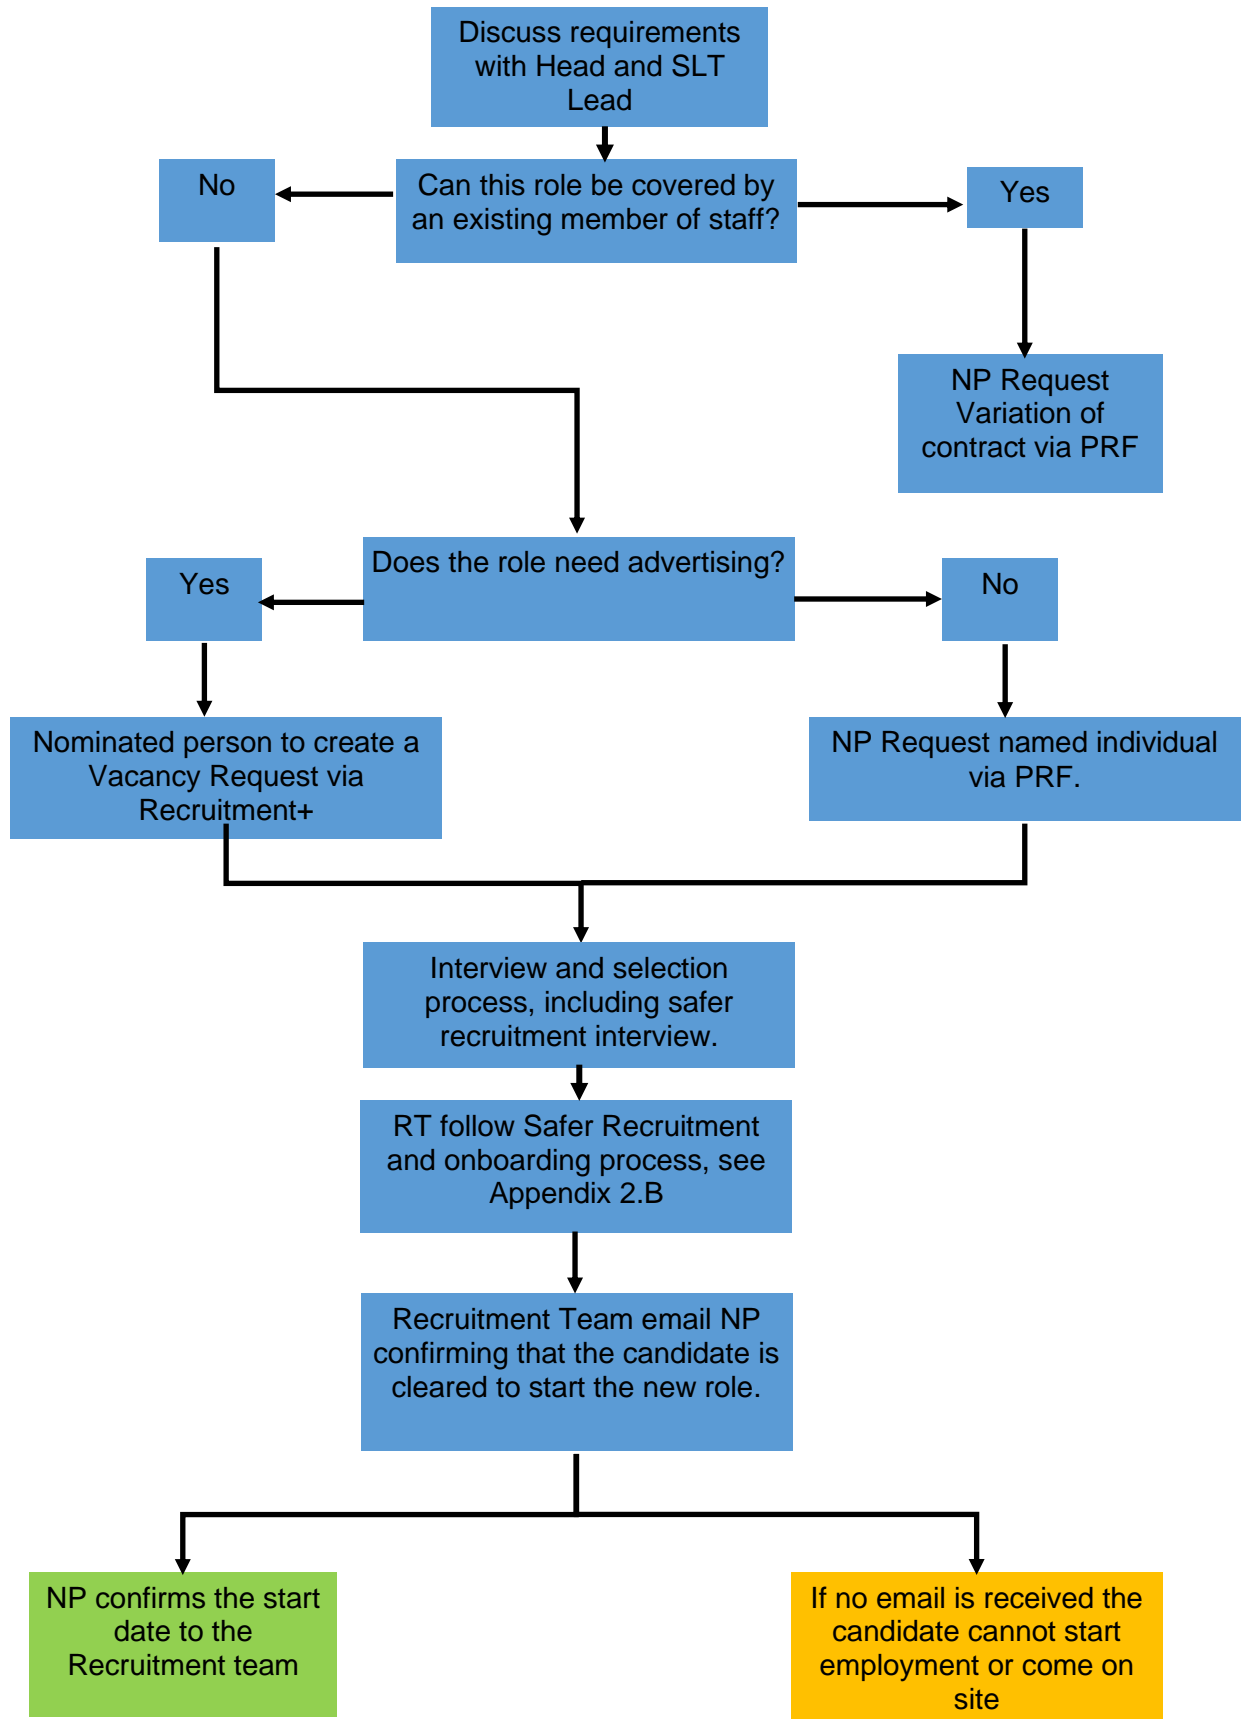 Discuss requirements
with Head and SLT
Lead
No
Can this role be covered by
an existing member of staff?
Yes
NP Request
Variation of
contract via PRF
Does the role need advertising?
Yes
No
Nominated person to create a
Vacancy Request via
Recruitment+
NP Request named individual
via PRF.
Interview and selection
process, including safer
recruitment interview.
RT follow Safer Recruitment
and onboarding process, see
Appendix 2.B
Recruitment Team email NP
confirming that the candidate is
cleared to start the new role.
NP confirms the start
date to the
Recruitment team
If no email is received the
candidate cannot start
employment or come on
site